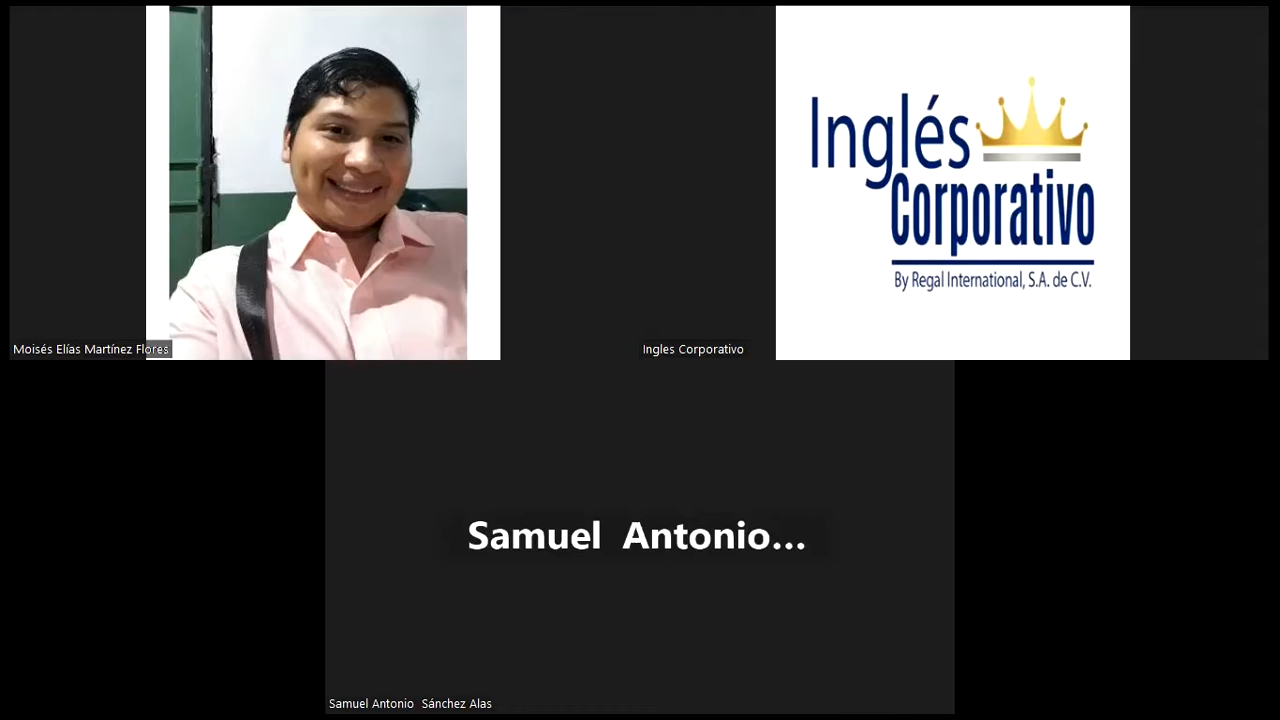 Inglés
Corporativo
By Regal International, S.A. de C.V.
Moisés Elías Martínez Flores
Ingles Corporativo
Samuel Antonio...
Samuel Antonio Sánchez Alas